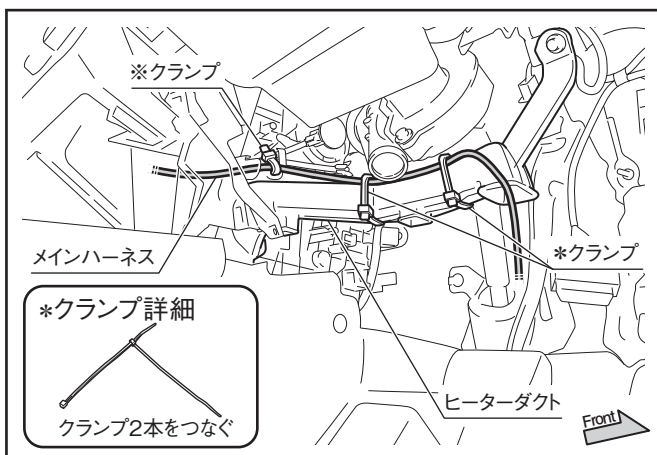 ※クランプ
メインハーネス
*クランプ
*クランプ詳細
クランプ2本をつなぐ
ヒーターダクト
Front